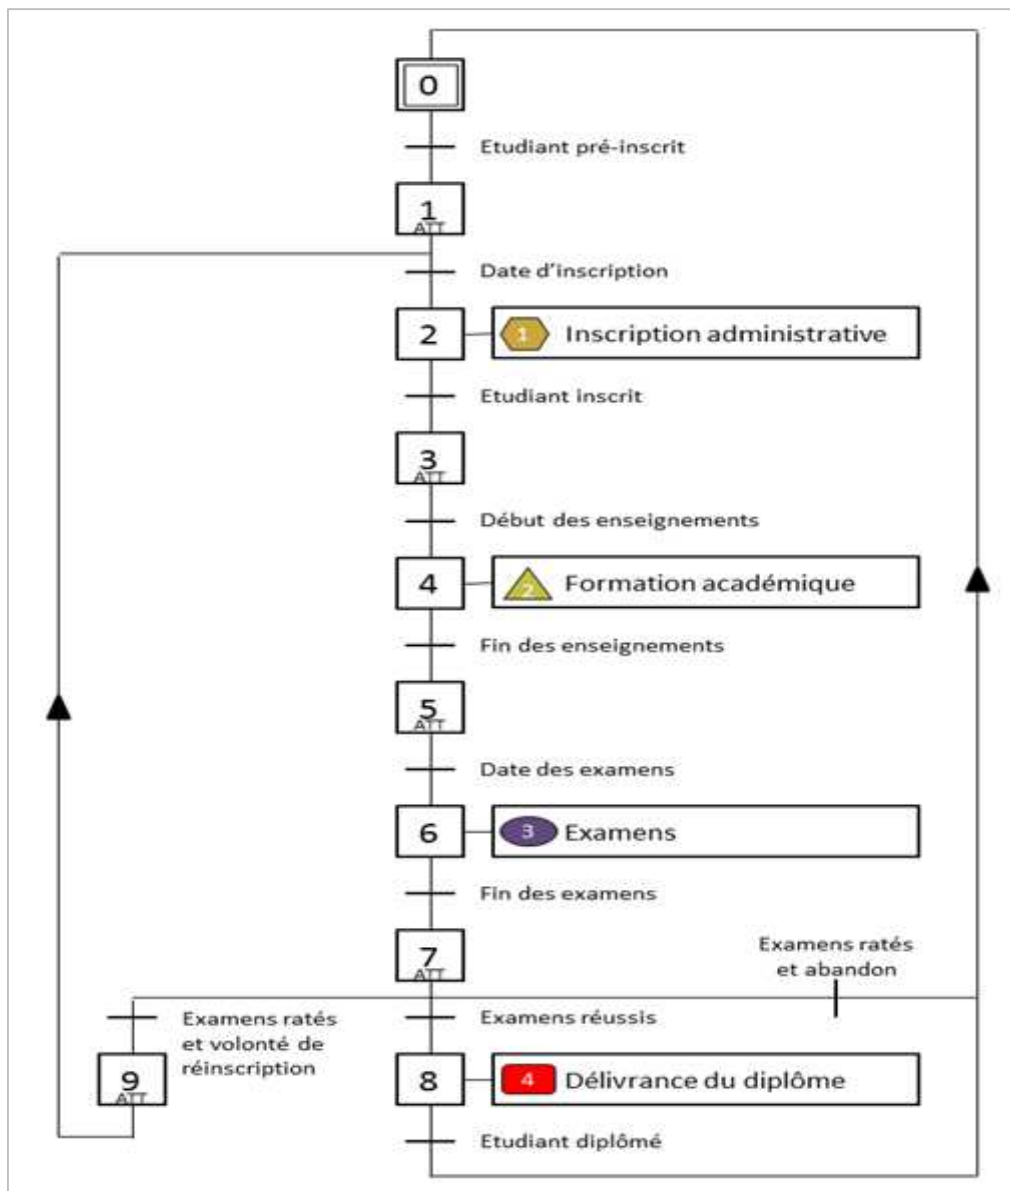 0
Etudiant pré-inscrit
1
ATT
Date d'inscription
2
1 Inscription administrative
Etudiant inscrit
3
ATT
Début des enseignements
4
2 Formation académique
Fin des enseignements
5
ATT
Date des examens
6
3 Examens
Fin des examens
7
ATT
Examens ratés
et abandon
Examens ratés
et volonté de
réinscription
Examens réussis
9
ATT
8
4 Délivrance du diplôme
Etudiant diplômé